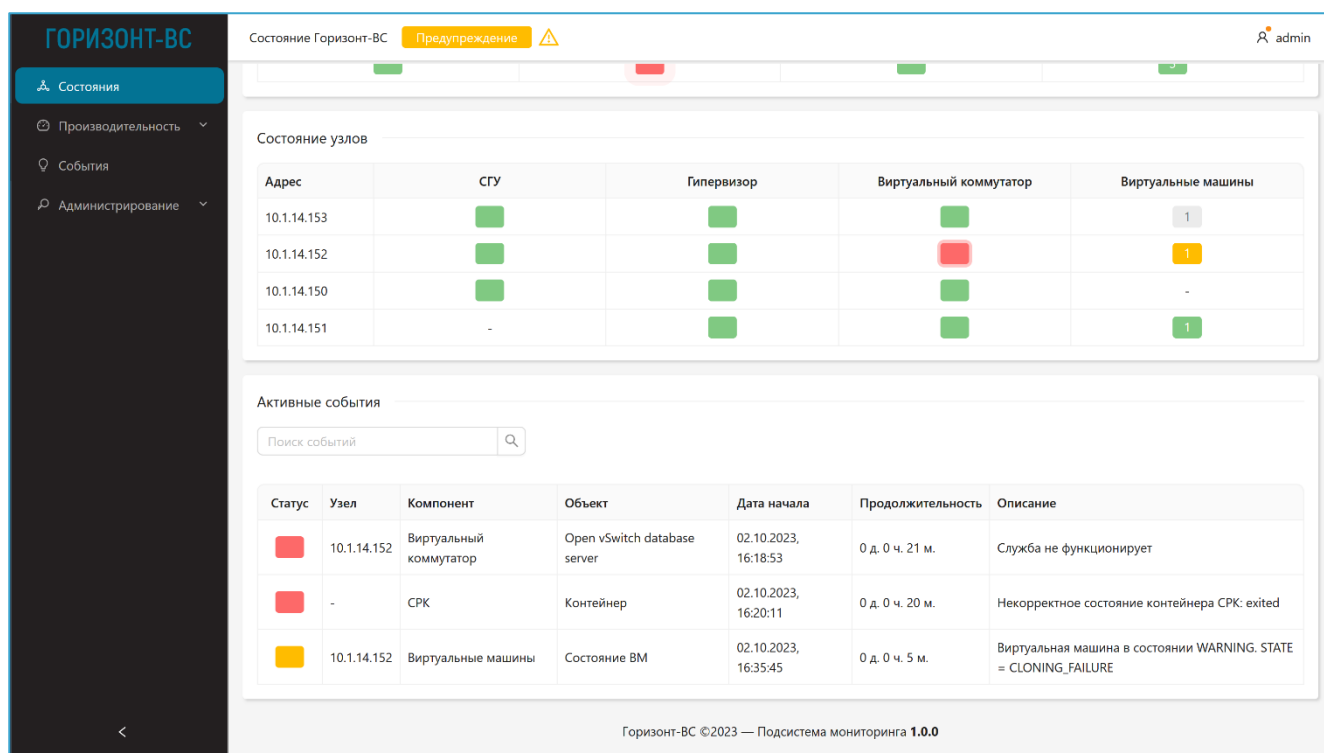 ГОРИЗОНТ-ВС
Состояние Горизонт-ВС Предупреждение admin
Состояния
Производительность
События
Администрирование
Состояние узлов
Адрес СГУ Гипервизор Виртуальный коммутатор Виртуальные машины
10.1.14.153 1
10.1.14.152 1
10.1.14.150 -
10.1.14.151 - 1
Активные события
Поиск событий
Статус Узел Компонент Объект Дата начала Продолжительность Описание
10.1.14.152 Виртуальный коммутатор Open vSwitch database server 02.10.2023, 16:18:53 0 д. 0 ч. 21 м. Служба не функционирует
- СРК Контейнер 02.10.2023, 16:20:11 0 д. 0 ч. 20 м. Некорректное состояние контейнера СРК: exited
10.1.14.152 Виртуальные машины Состояние ВМ 02.10.2023, 16:35:45 0 д. 0 ч. 5 м. Виртуальная машина в состоянии WARNING. STATE = CLONING_FAILURE
Горизонт-ВС ©2023 — Подсистема мониторинга 1.0.0